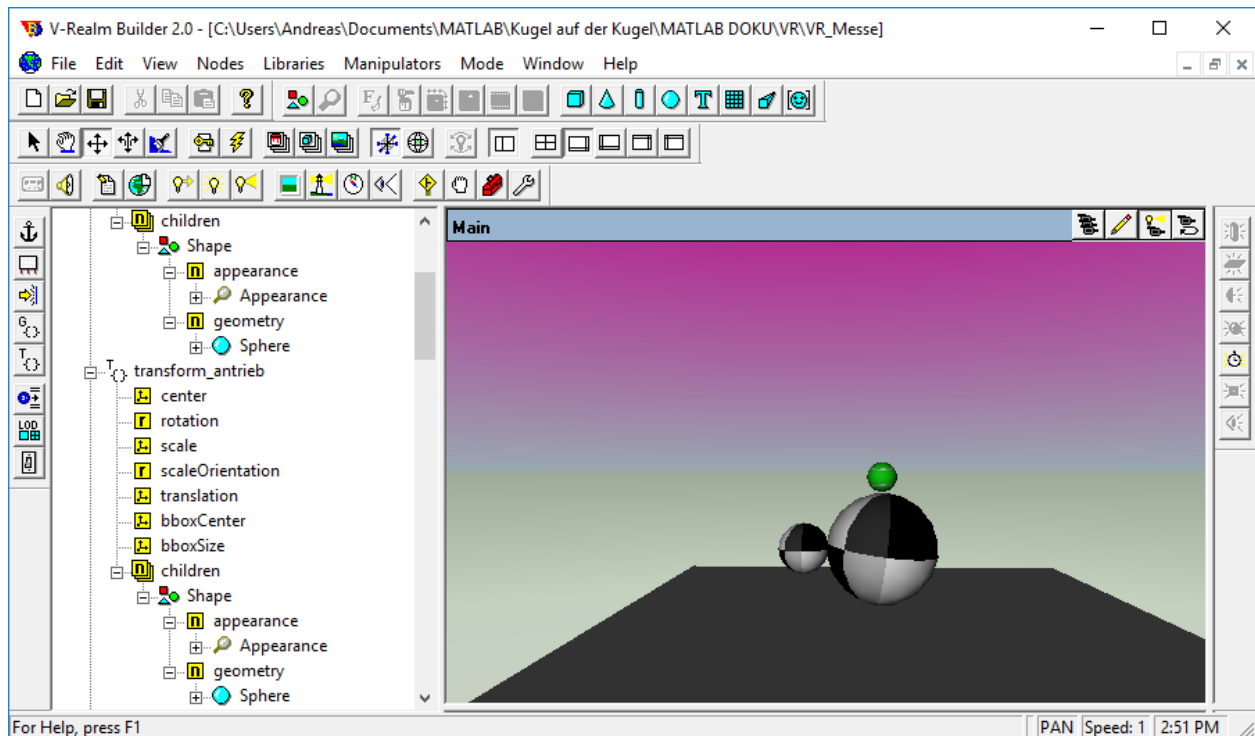 V-Realm Builder 2.0 - [C:\Users\Andreas\Documents\MATLAB\Kugel auf der Kugel\MATLAB DOKU\VR\VR_Messe]
File Edit View Nodes Libraries Manipulators Mode Window Help
children
Shape
appearance
Appearance
geometry
Sphere
transform_antrieb
center
rotation
scale
scaleOrientation
translation
bboxCenter
bboxSize
children
Shape
appearance
Appearance
geometry
Sphere
Main
For Help, press F1
PAN Speed: 1 2:51 PM